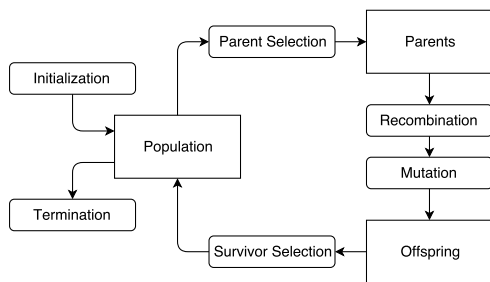 Parent Selection
Parents
Initialization
Recombination
Population
Mutation
Termination
Survivor Selection
Offspring